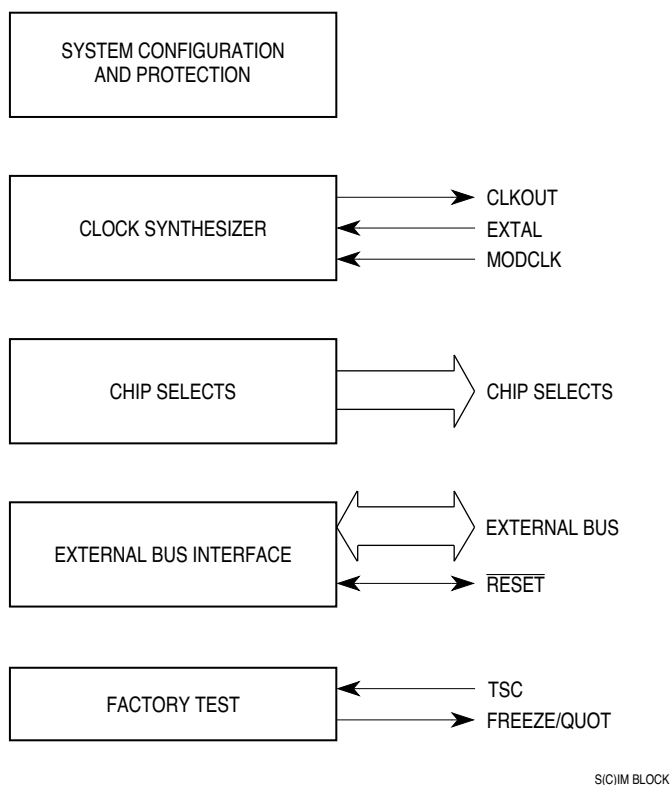 SYSTEM CONFIGURATION
AND PROTECTION
CLOCK SYNTHESIZER
CLKOUT
EXTAL
MODCLK
CHIP SELECTS
CHIP SELECTS
EXTERNAL BUS INTERFACE
EXTERNAL BUS
RESET
FACTORY TEST
TSC
FREEZE/QUOT
S(C)IM BLOCK